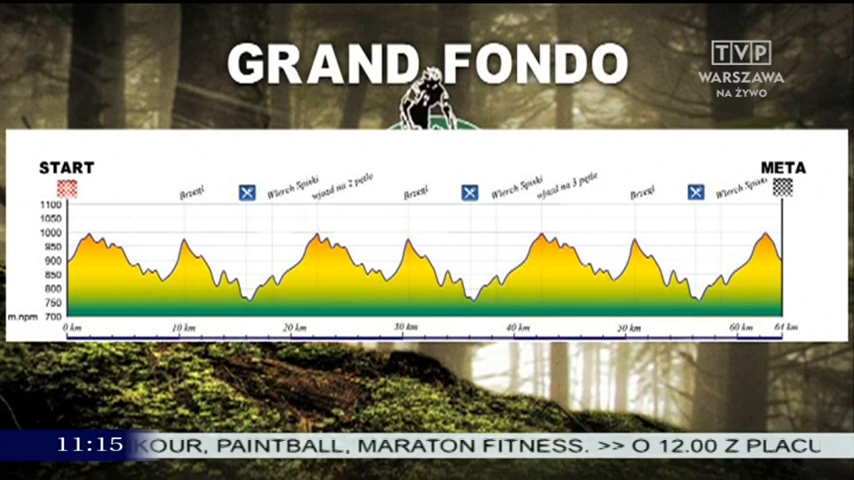 GRAND FONDO
TVP
WARSZAWA
NA ŻYWO
START
META
Brzegi
Wierch Spiski
wjazd na 2 pętle
Brzegi
Wierch Spiski
wjazd na 3 pętle
Brzegi
Wierch Spiski
1100
1050
1000
950
900
850
800
750
700
m.npm
0 km
10 km
20 km
30 km
40 km
50 km
60 km
64 km
11:15
KOUR, PAINTBALL, MARATON FITNESS. >> O 12.00 Z PLACU